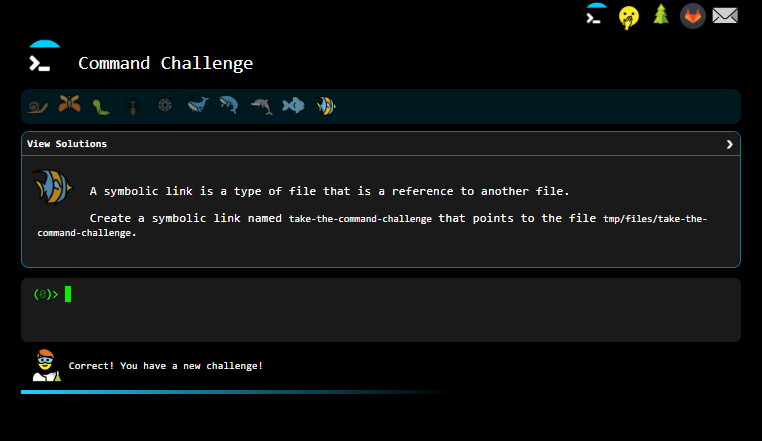 Command Challenge
View Solutions
A symbolic link is a type of file that is a reference to another file.
Create a symbolic link named take-the-command-challenge that points to the file tmp/files/take-the-
command-challenge.
(0)>
Correct! You have a new challenge!